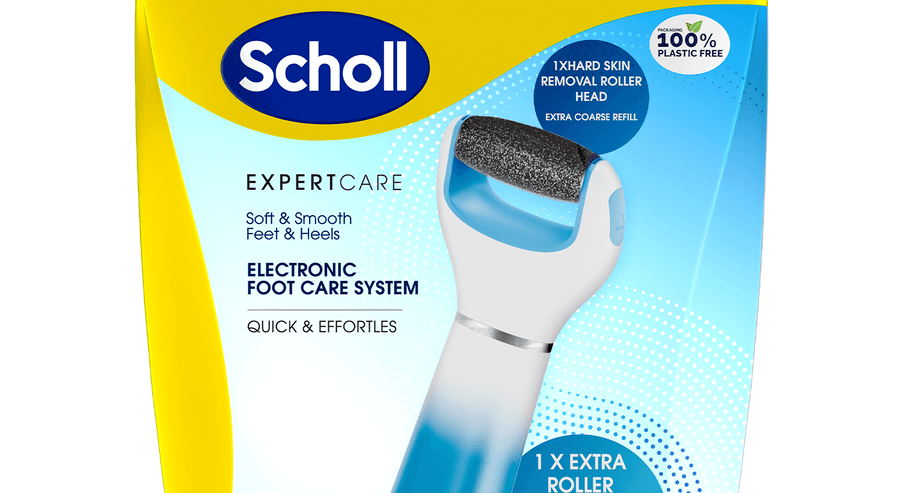 Scholl
PACKAGING
100%
PLASTIC FREE
1XHARD SKIN
REMOVAL ROLLER
HEAD
EXTRA COARSE REFILL
EXPERTCARE
Soft & Smooth
Feet & Heels
ELECTRONIC
FOOT CARE SYSTEM
QUICK & EFFORTLES
1 X EXTRA
ROLLER